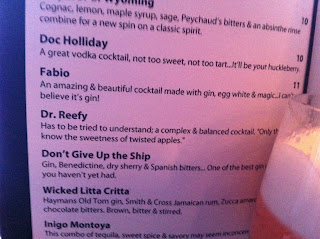 Wyoming
Cognac, lemon, maple syrup, sage, Peychaud's bitters & an absinthe rinse 10
combine for a new spin on a classic spirit.
Doc Holliday
A great vodka cocktail, not too sweet, not too tart...It'll be your huckleberry. 10
Fabio 11
An amazing & beautiful cocktail made with gin, egg white & magic...I can't
believe it's gin!
Dr. Reefy
Has to be tried to understand; a complex & balanced cocktail. "Only th
know the sweetness of twisted apples."
Don't Give Up the Ship
Gin, Benedictine, dry sherry & Spanish bitters... One of the best gin
you haven't yet had.
Wicked Litta Critta
Haymans Old Tom gin, Smith & Cross Jamaican rum, Zucca amaro
chocolate bitters. Brown, bitter & stirred.
Inigo Montoya
This combo of tequila, sweet spice & savory may seem inconceiv